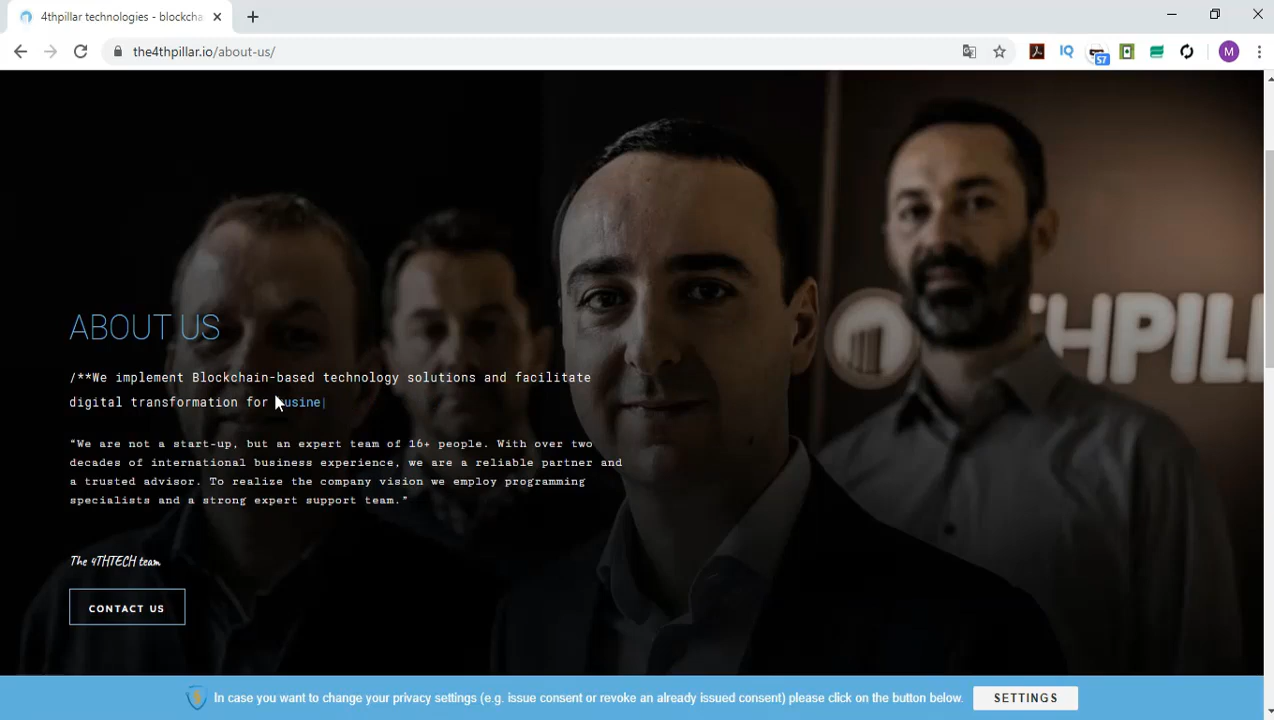 4thpillar technologies - blockcha
the4thpillar.io/about-us/
57
M
THPILL
ABOUT US
/**We implement Blockchain-based technology solutions and facilitate
digital transformation for busine|
“We are not a start-up, but an expert team of 16+ people. With over two
decades of international business experience, we are a reliable partner and
a trusted advisor. To realize the company vision we employ programming
specialists and a strong expert support team.”
The 4THTECH team
CONTACT US
In case you want to change your privacy settings (e.g. issue consent or revoke an already issued consent) please click on the button below.
SETTINGS